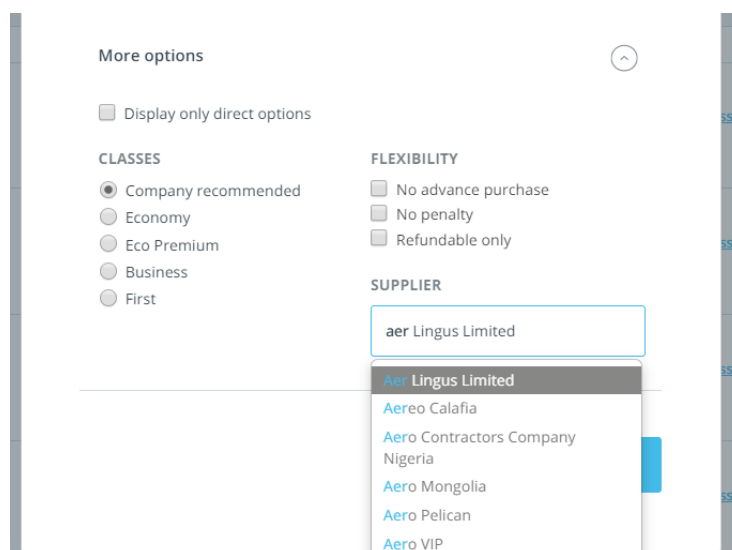 More options
Display only direct options
CLASSES
Company recommended
Economy
Eco Premium
Business
First
FLEXIBILITY
No advance purchase
No penalty
Refundable only
SUPPLIER
aer Lingus Limited
Aer Lingus Limited
Aereo Calafia
Aero Contractors Company
Nigeria
Aero Mongolia
Aero Pelican
Aero VIP